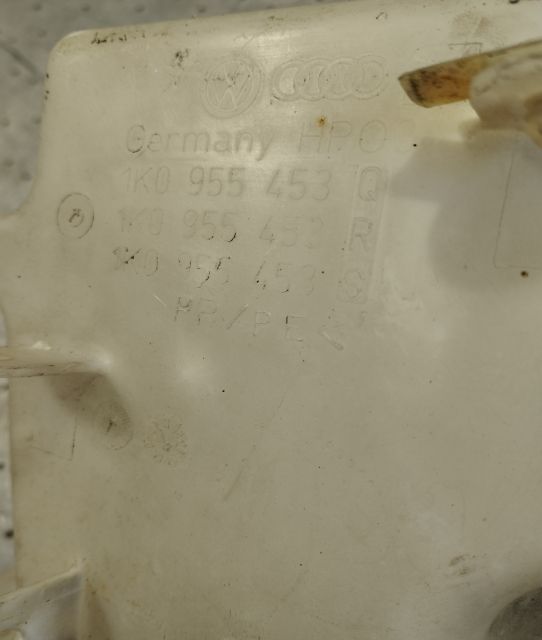 Germany HPO
1K0 955 453 Q
1K0 955 453 R
1K0 955 453 S
PP/PE<